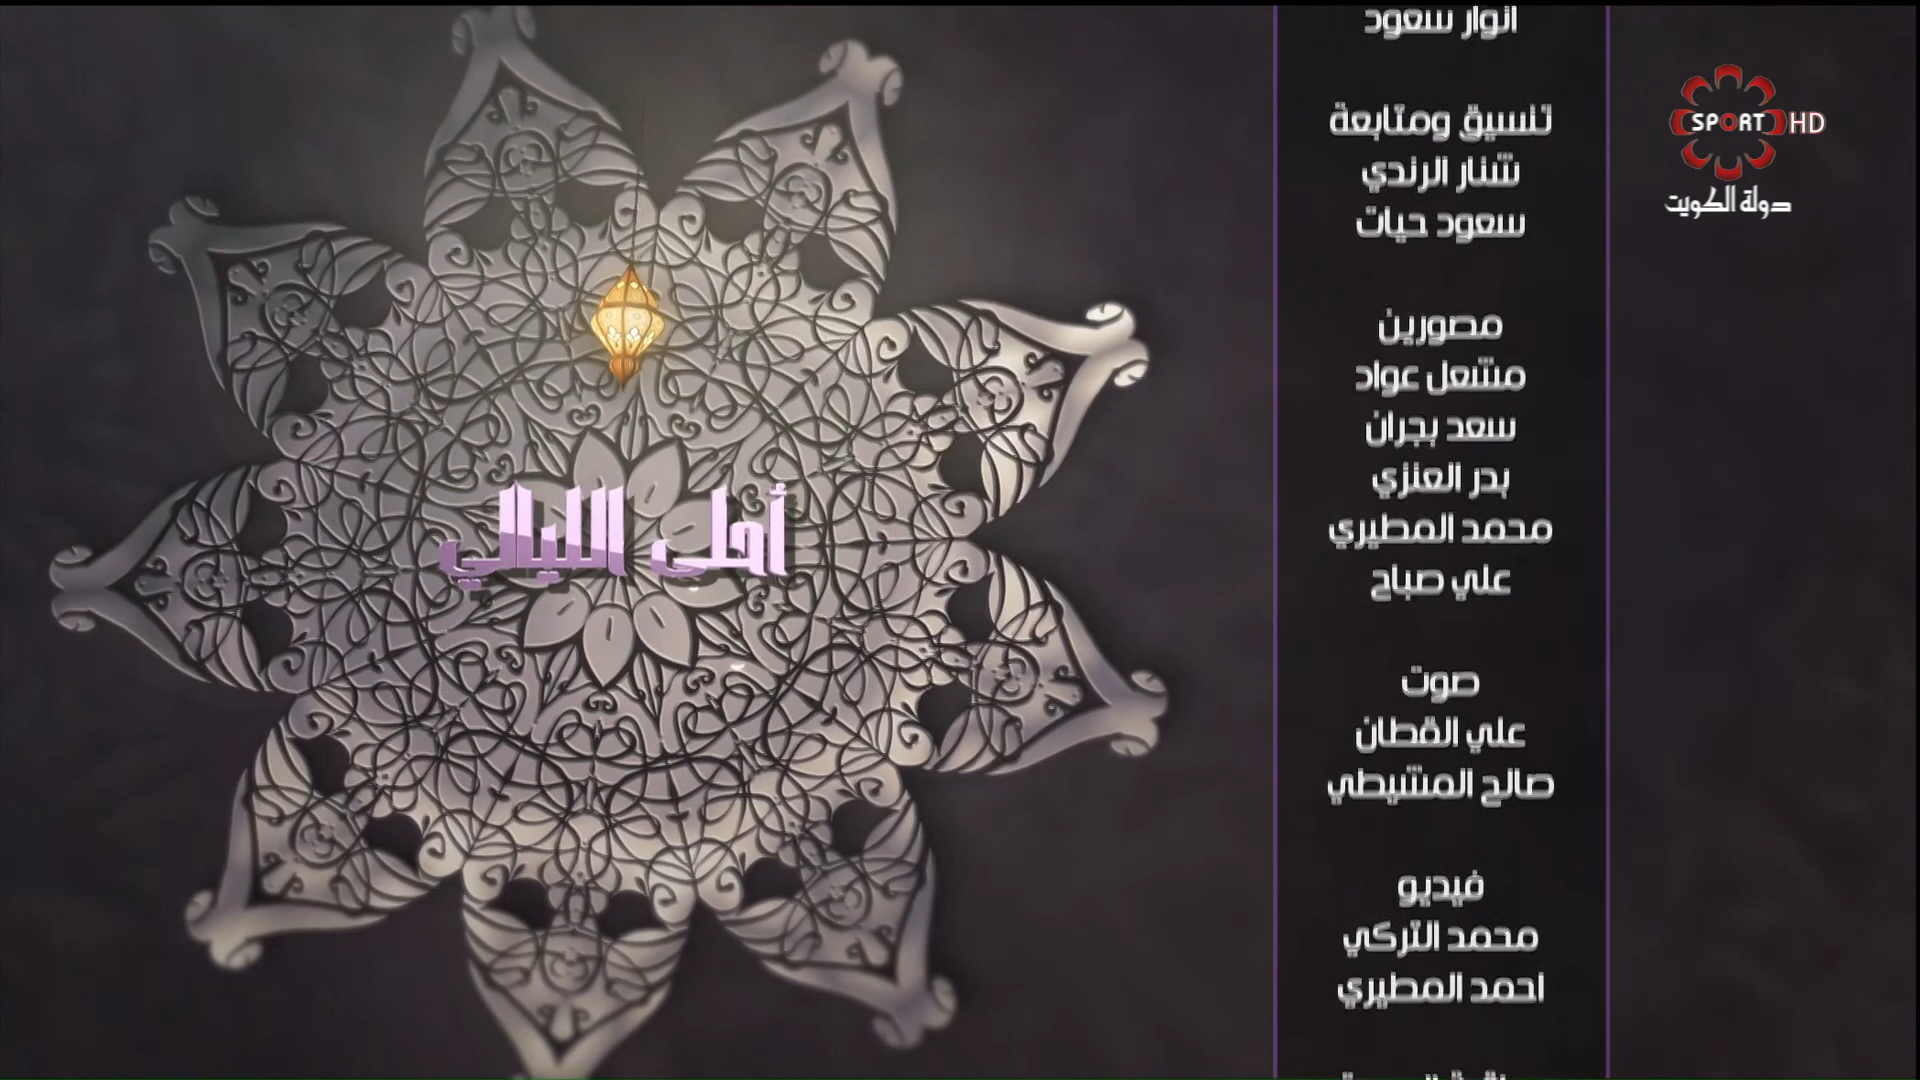 أحلى الليالي
انوار سعود
تنسيق ومتابعة
شنار الرندي
سعود حيات
مصورين
مشعل عواد
سعد بجران
بدر العنزي
محمد المطيري
علي صباح
صوت
علي القطان
صالح المشيطي
فيديو
محمد التركي
احمد المطيري
SPORT HD
دولة الكويت